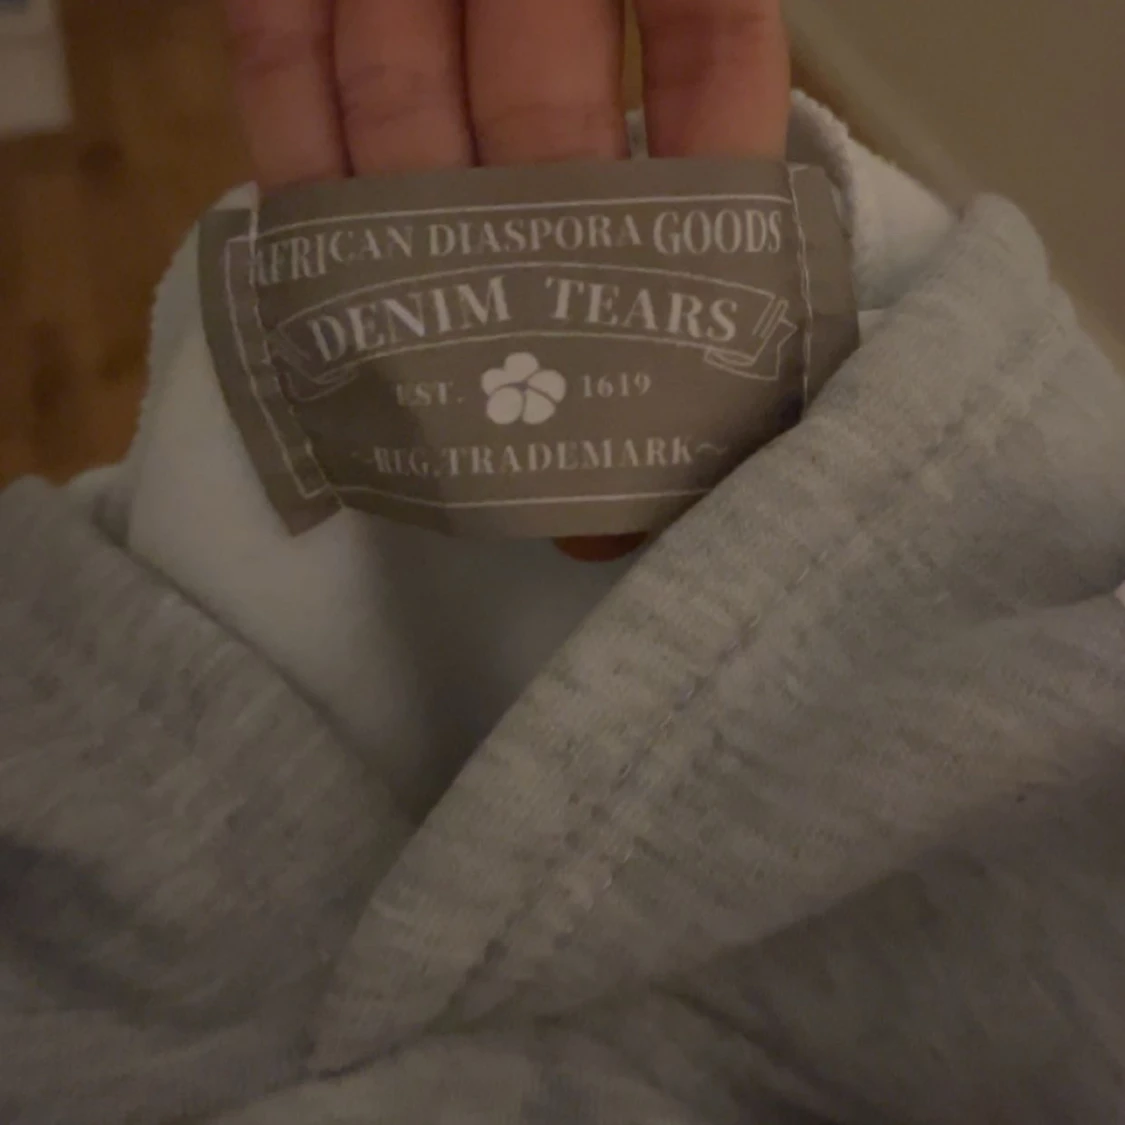 AFRICAN DIASPORA GOODS
DENIM TEARS
EST. 1619
~REG.TRADEMARK~